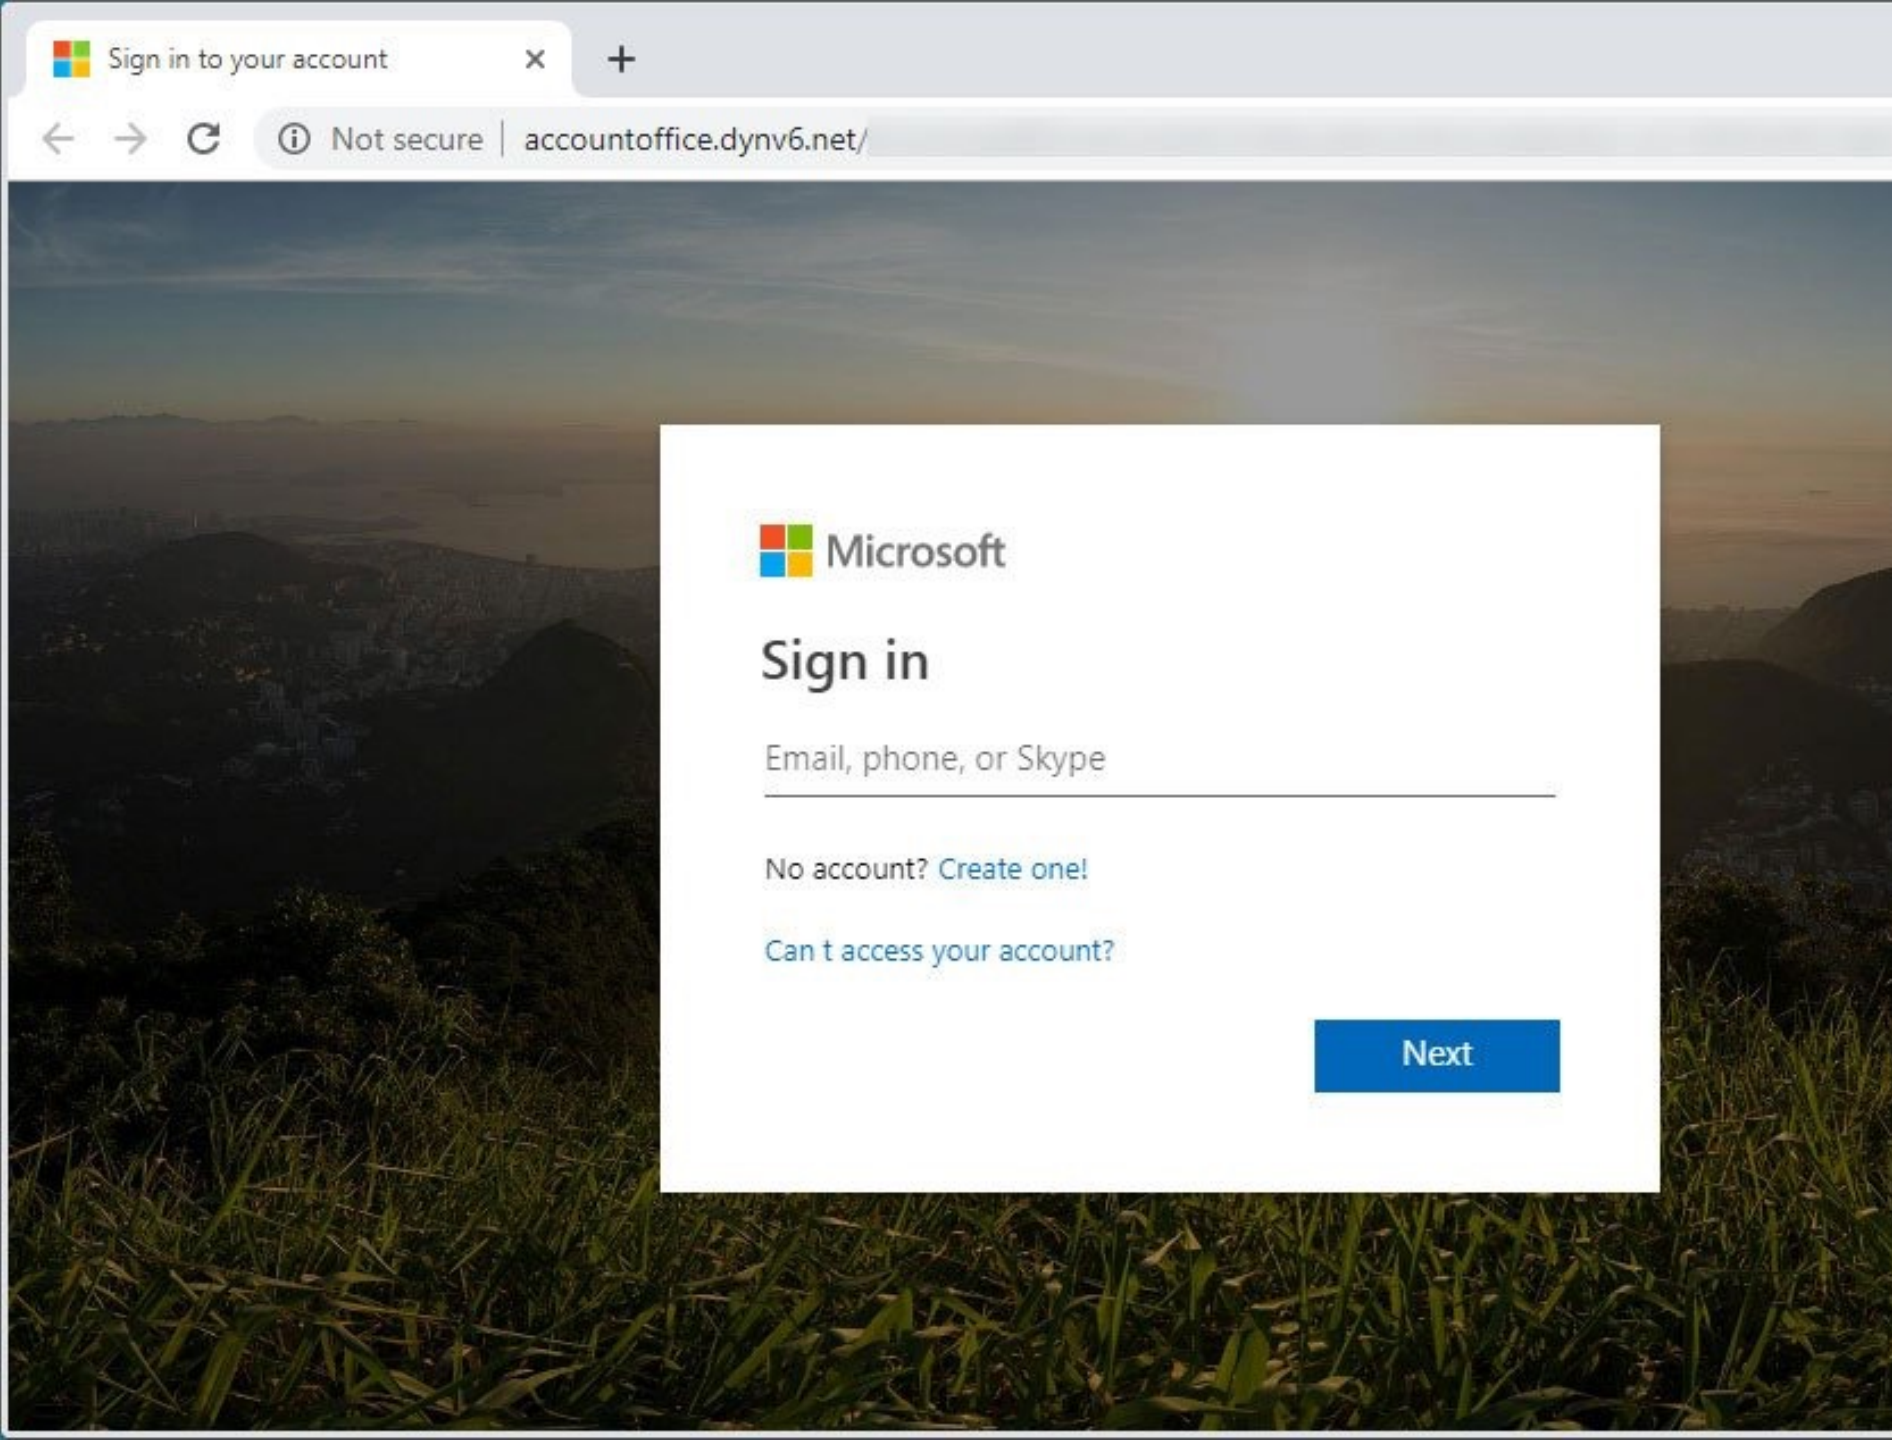 Sign in to your account
Not secure accountoffice.dynv6.net/
Microsoft
Sign in
Email, phone, or Skype
No account? Create one!
Can t access your account?
Next